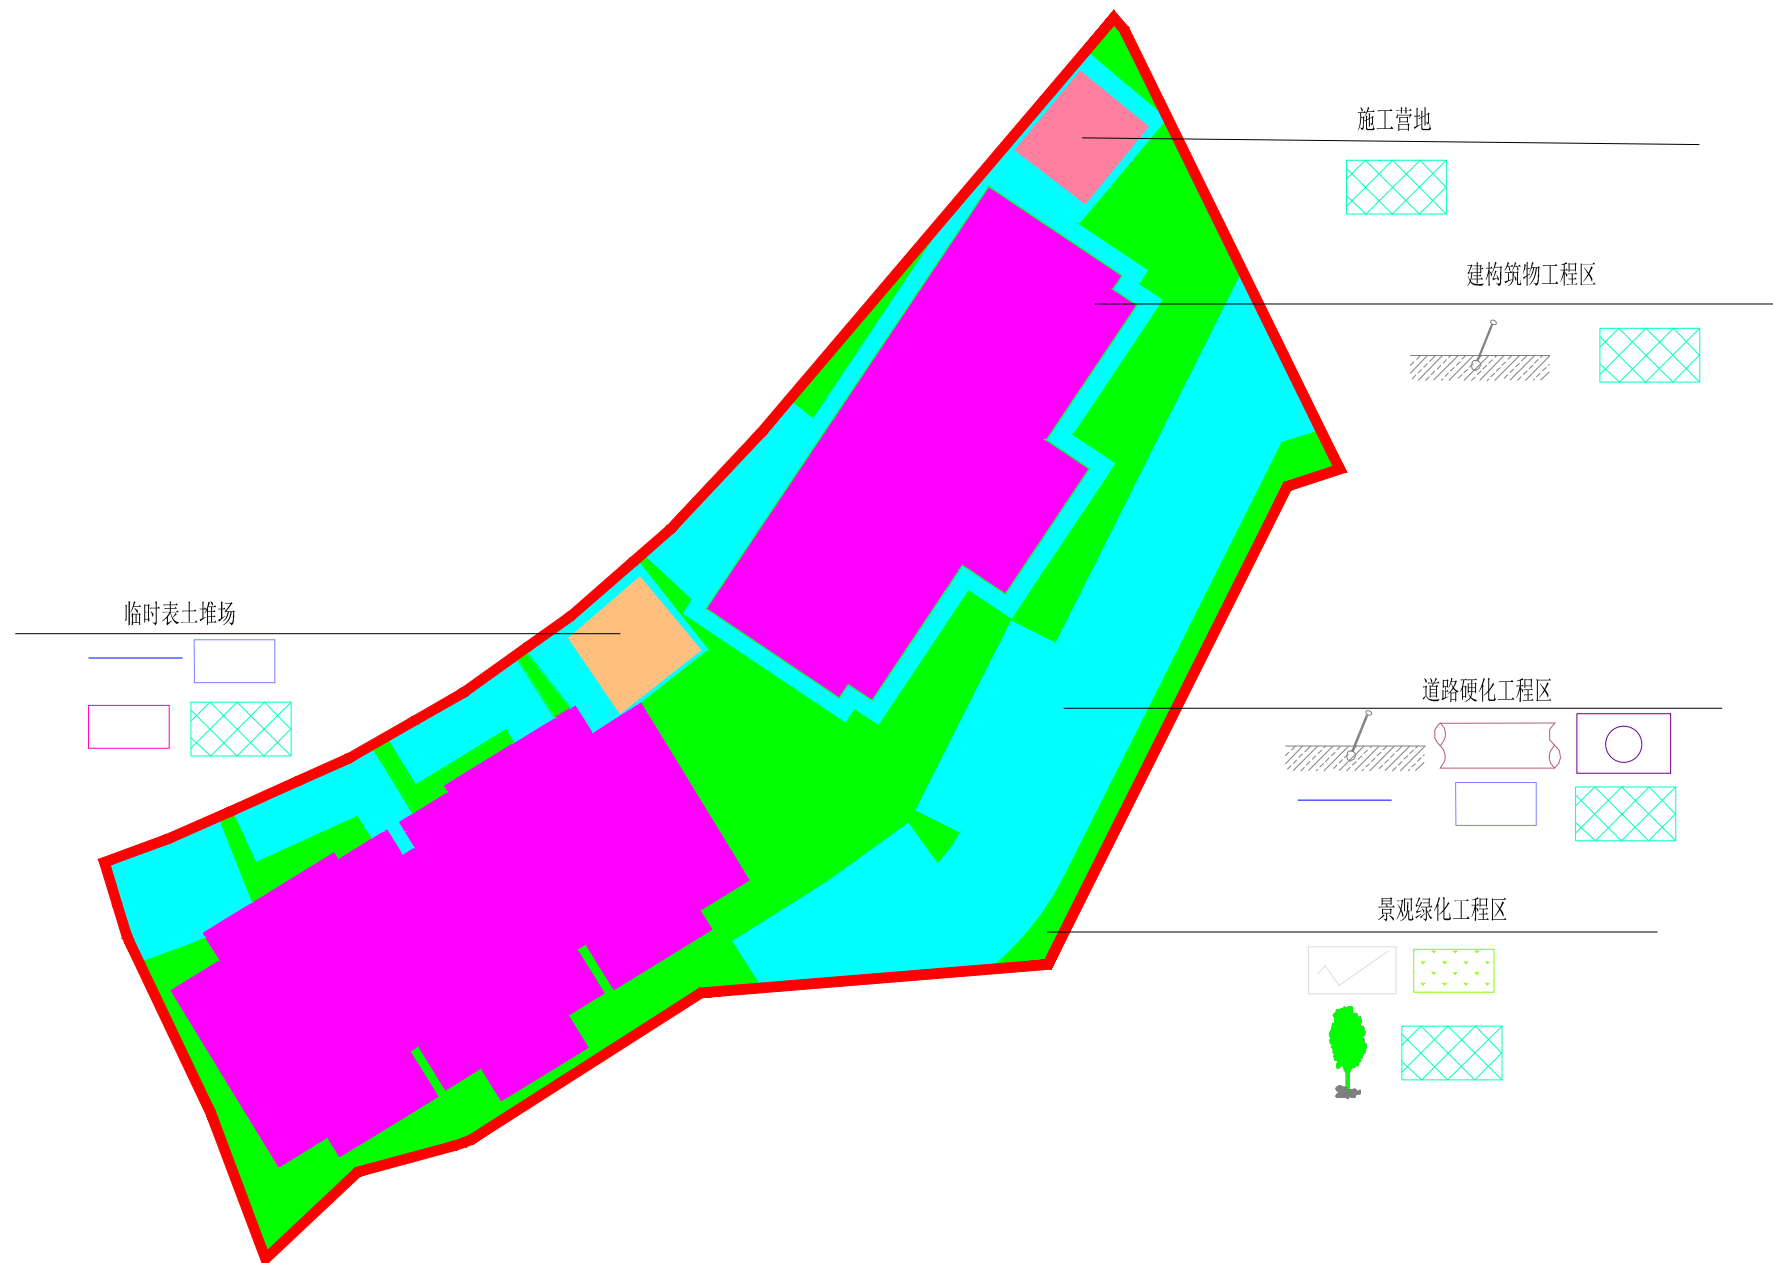 施工营地
建构筑物工程区
临时表土堆场
道路硬化工程区
景观绿化工程区